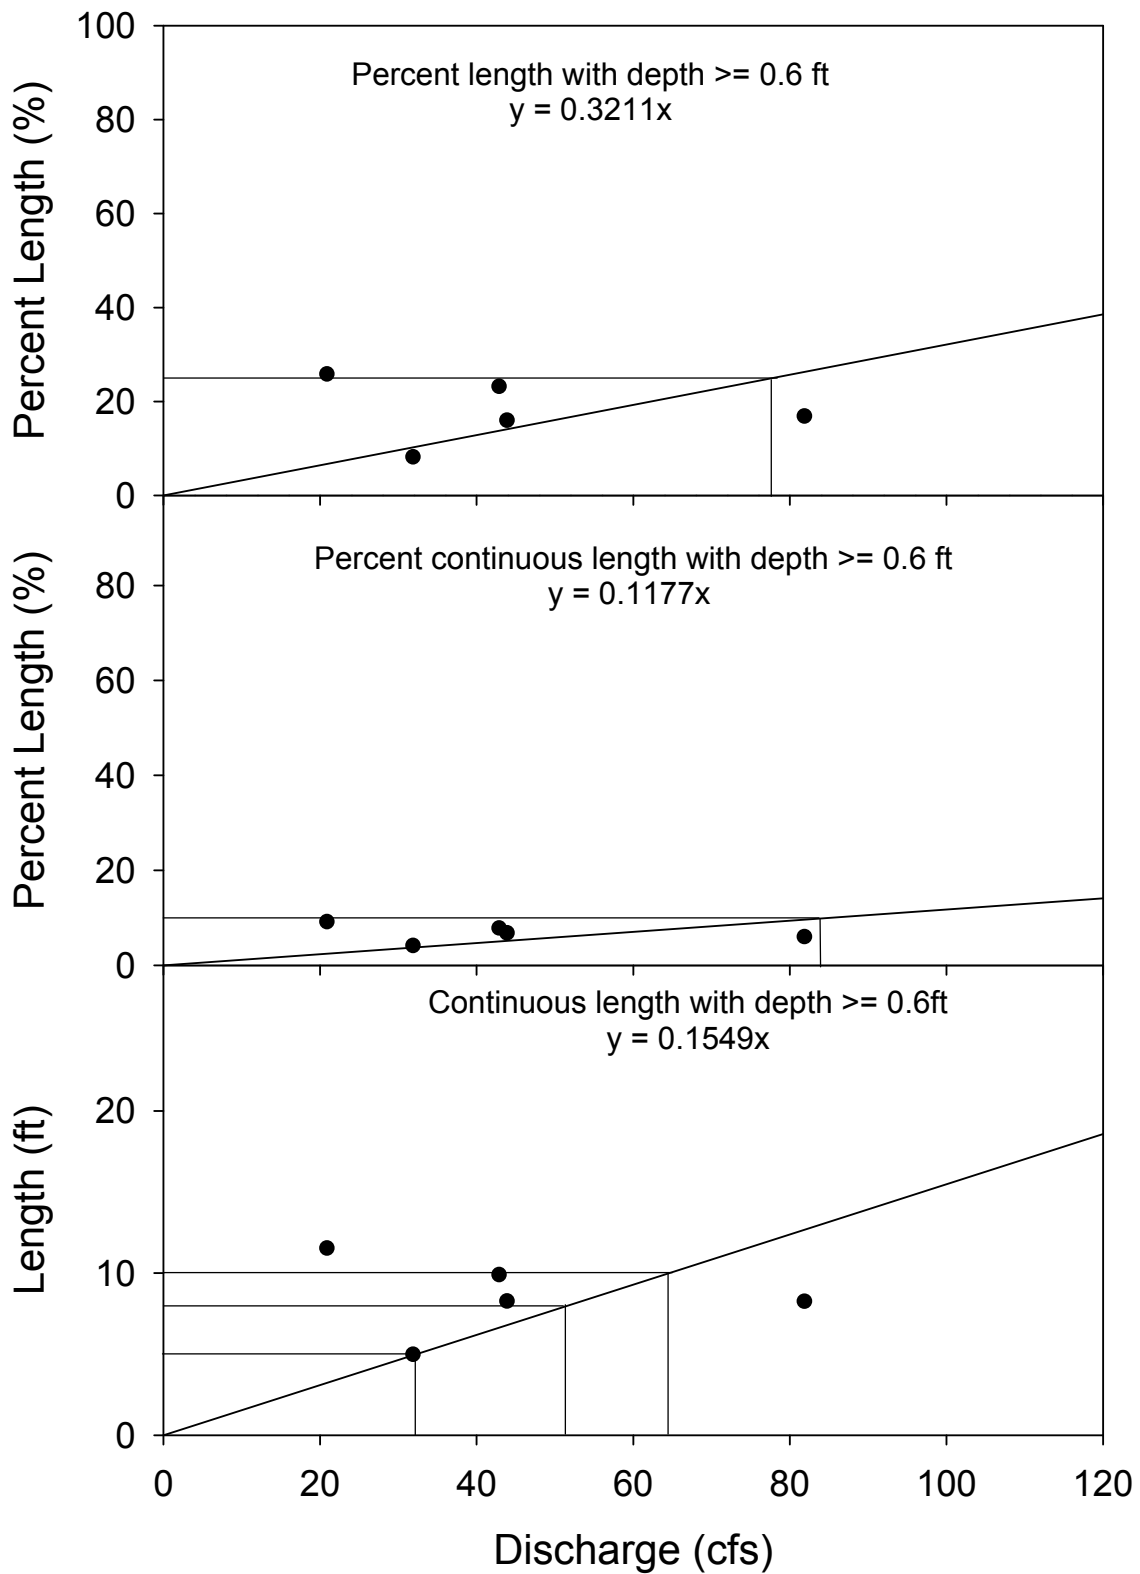 100
Percent length with depth >= 0.6 ft
y = 0.3211x
80
60
40
20
0
Percent Length (%)
Percent continuous length with depth >= 0.6 ft
y = 0.1177x
80
60
40
20
0
Percent Length (%)
Continuous length with depth >= 0.6ft
y = 0.1549x
20
10
0
Length (ft)
0 20 40 60 80 100 120
Discharge (cfs)